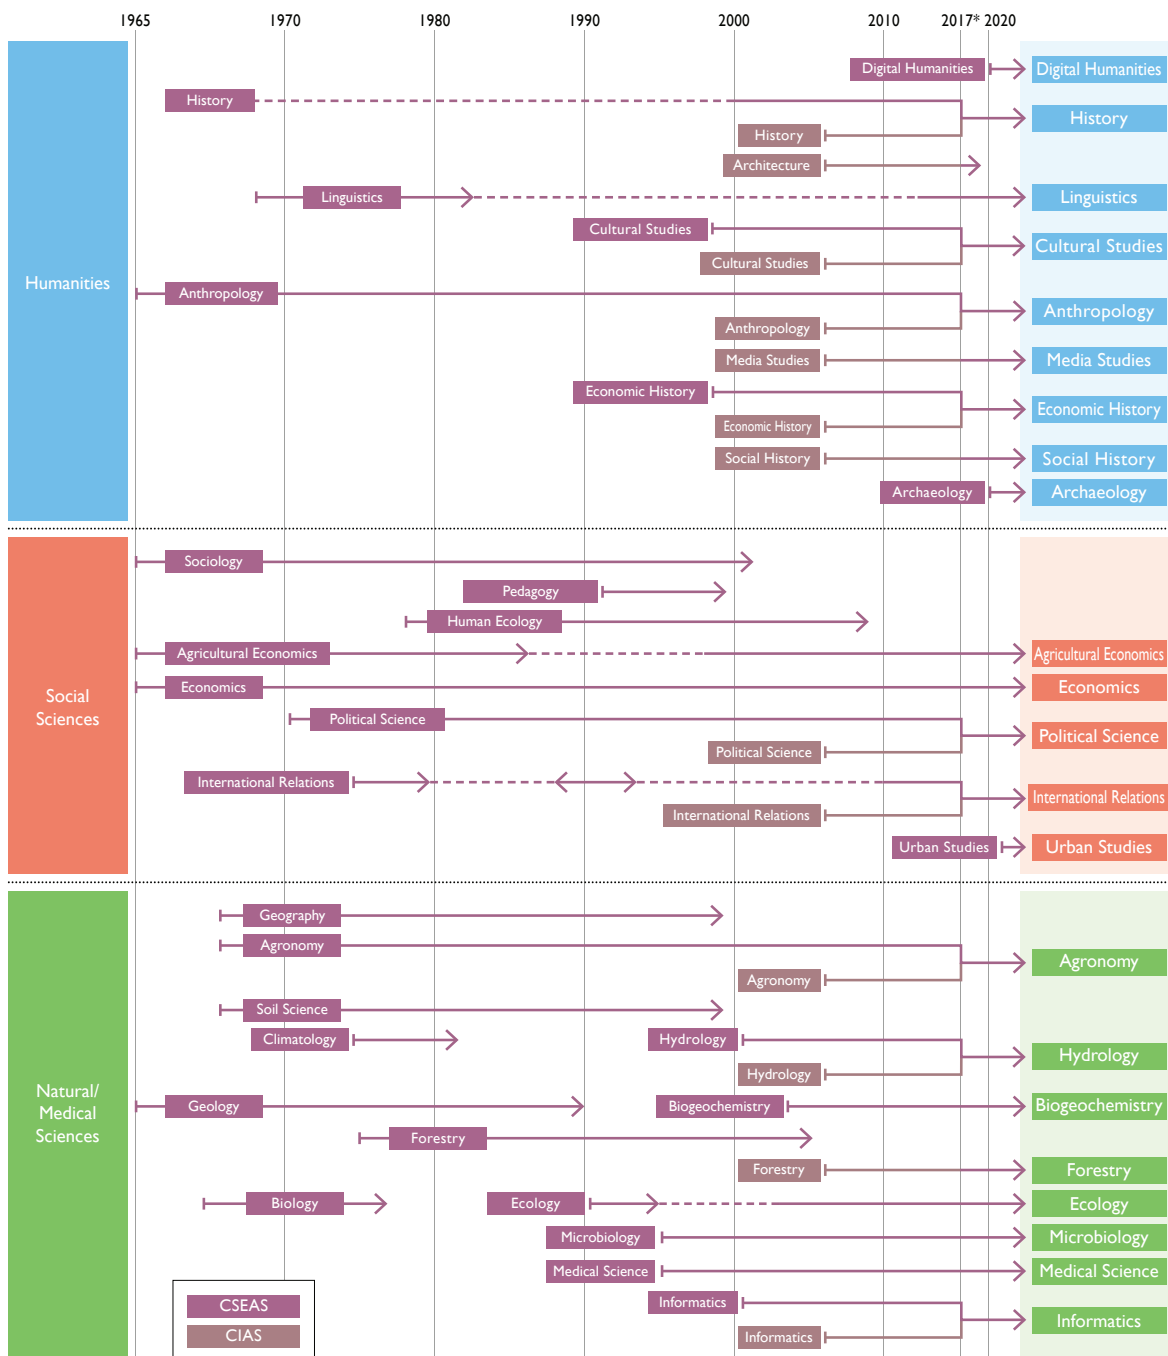 1965 1970 1980 1990 2000 2010 2017* 2020
Humanities
Digital Humanities Digital Humanities
History
History
History
Architecture
Linguistics Linguistics
Cultural Studies
Cultural Studies
Cultural Studies
Anthropology
Anthropology
Anthropology
Media Studies Media Studies
Economic History
Economic History
Economic History
Social History Social History
Archaeology Archaeology
Social
Sciences
Sociology
Pedagogy
Human Ecology
Agricultural Economics Agricultural Economics
Economics Economics
Political Science
Political Science
Political Science
International Relations
International Relations
International Relations
Urban Studies Urban Studies
Natural/
Medical
Sciences
Geography
Agronomy
Agronomy
Agronomy
Soil Science
Climatology Hydrology
Hydrology
Hydrology
Geology Biogeochemistry Biogeochemistry
Forestry
Forestry Forestry
Biology Ecology Ecology
Microbiology Microbiology
Medical Science Medical Science
Informatics
Informatics
Informatics
CSEAS
CIAS